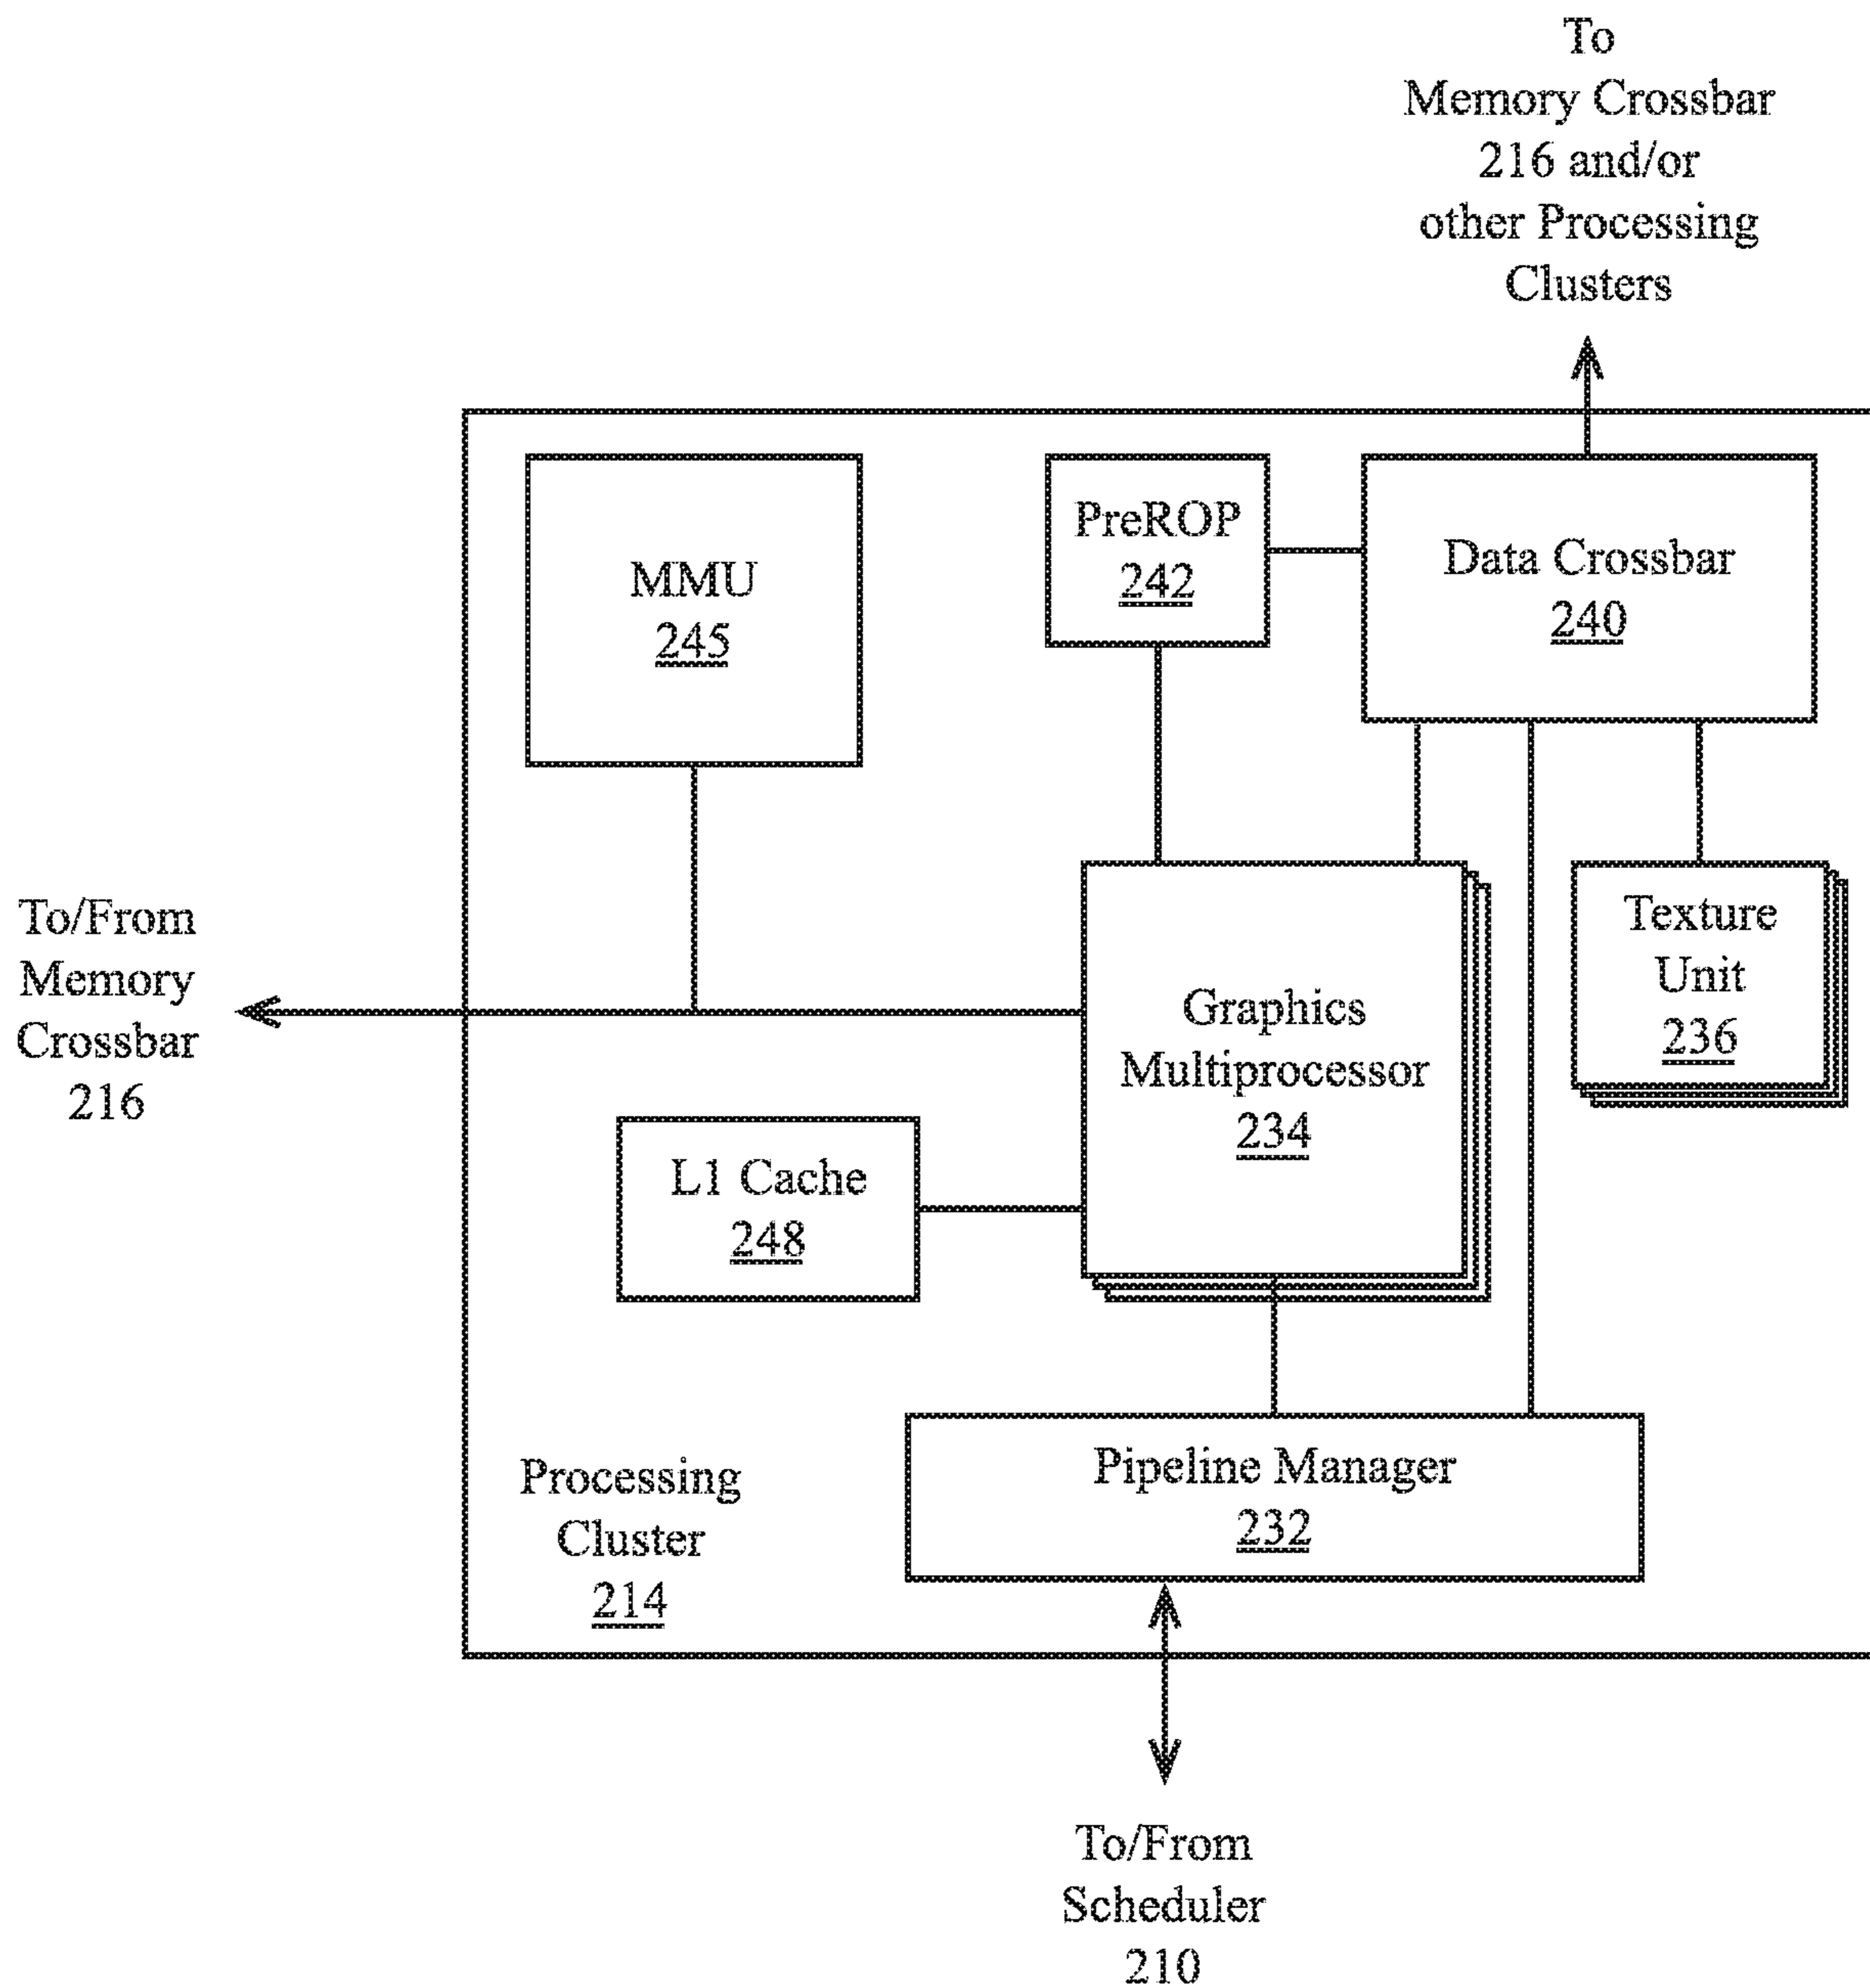 To
Memory Crossbar
216 and/or
other Processing
Clusters
MMU
245
PreROP
242
Data Crossbar
240
To/From
Memory
Crossbar
216
Graphics
Multiprocessor
234
Texture
Unit
236
L1 Cache
248
Processing
Cluster
214
Pipeline Manager
232
To/From
Scheduler
210